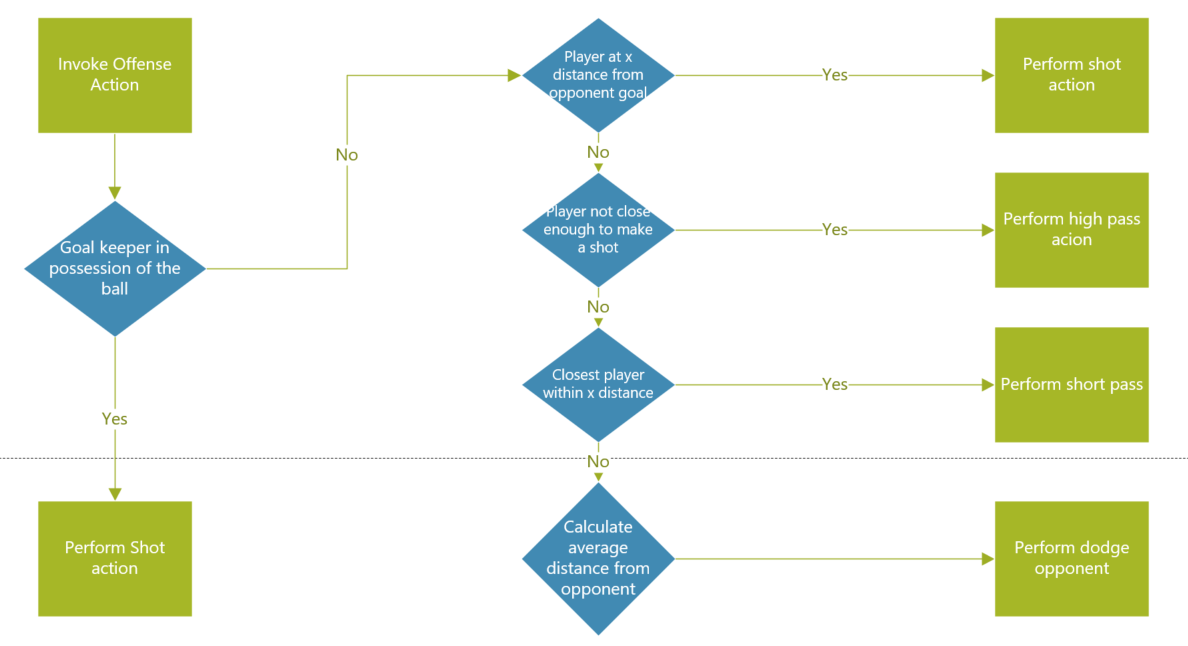 Invoke Offense
Action
Goal keeper in
possession of the
ball
Yes
Perform Shot
action
No
Player at x
distance from
opponent goal
Yes
Perform shot
action
No
Player not close
enough to make
a shot
Yes
Perform high pass
acion
No
Closest player
within x distance
Yes
Perform short pass
No
Calculate
average
distance from
opponent
Perform dodge
opponent